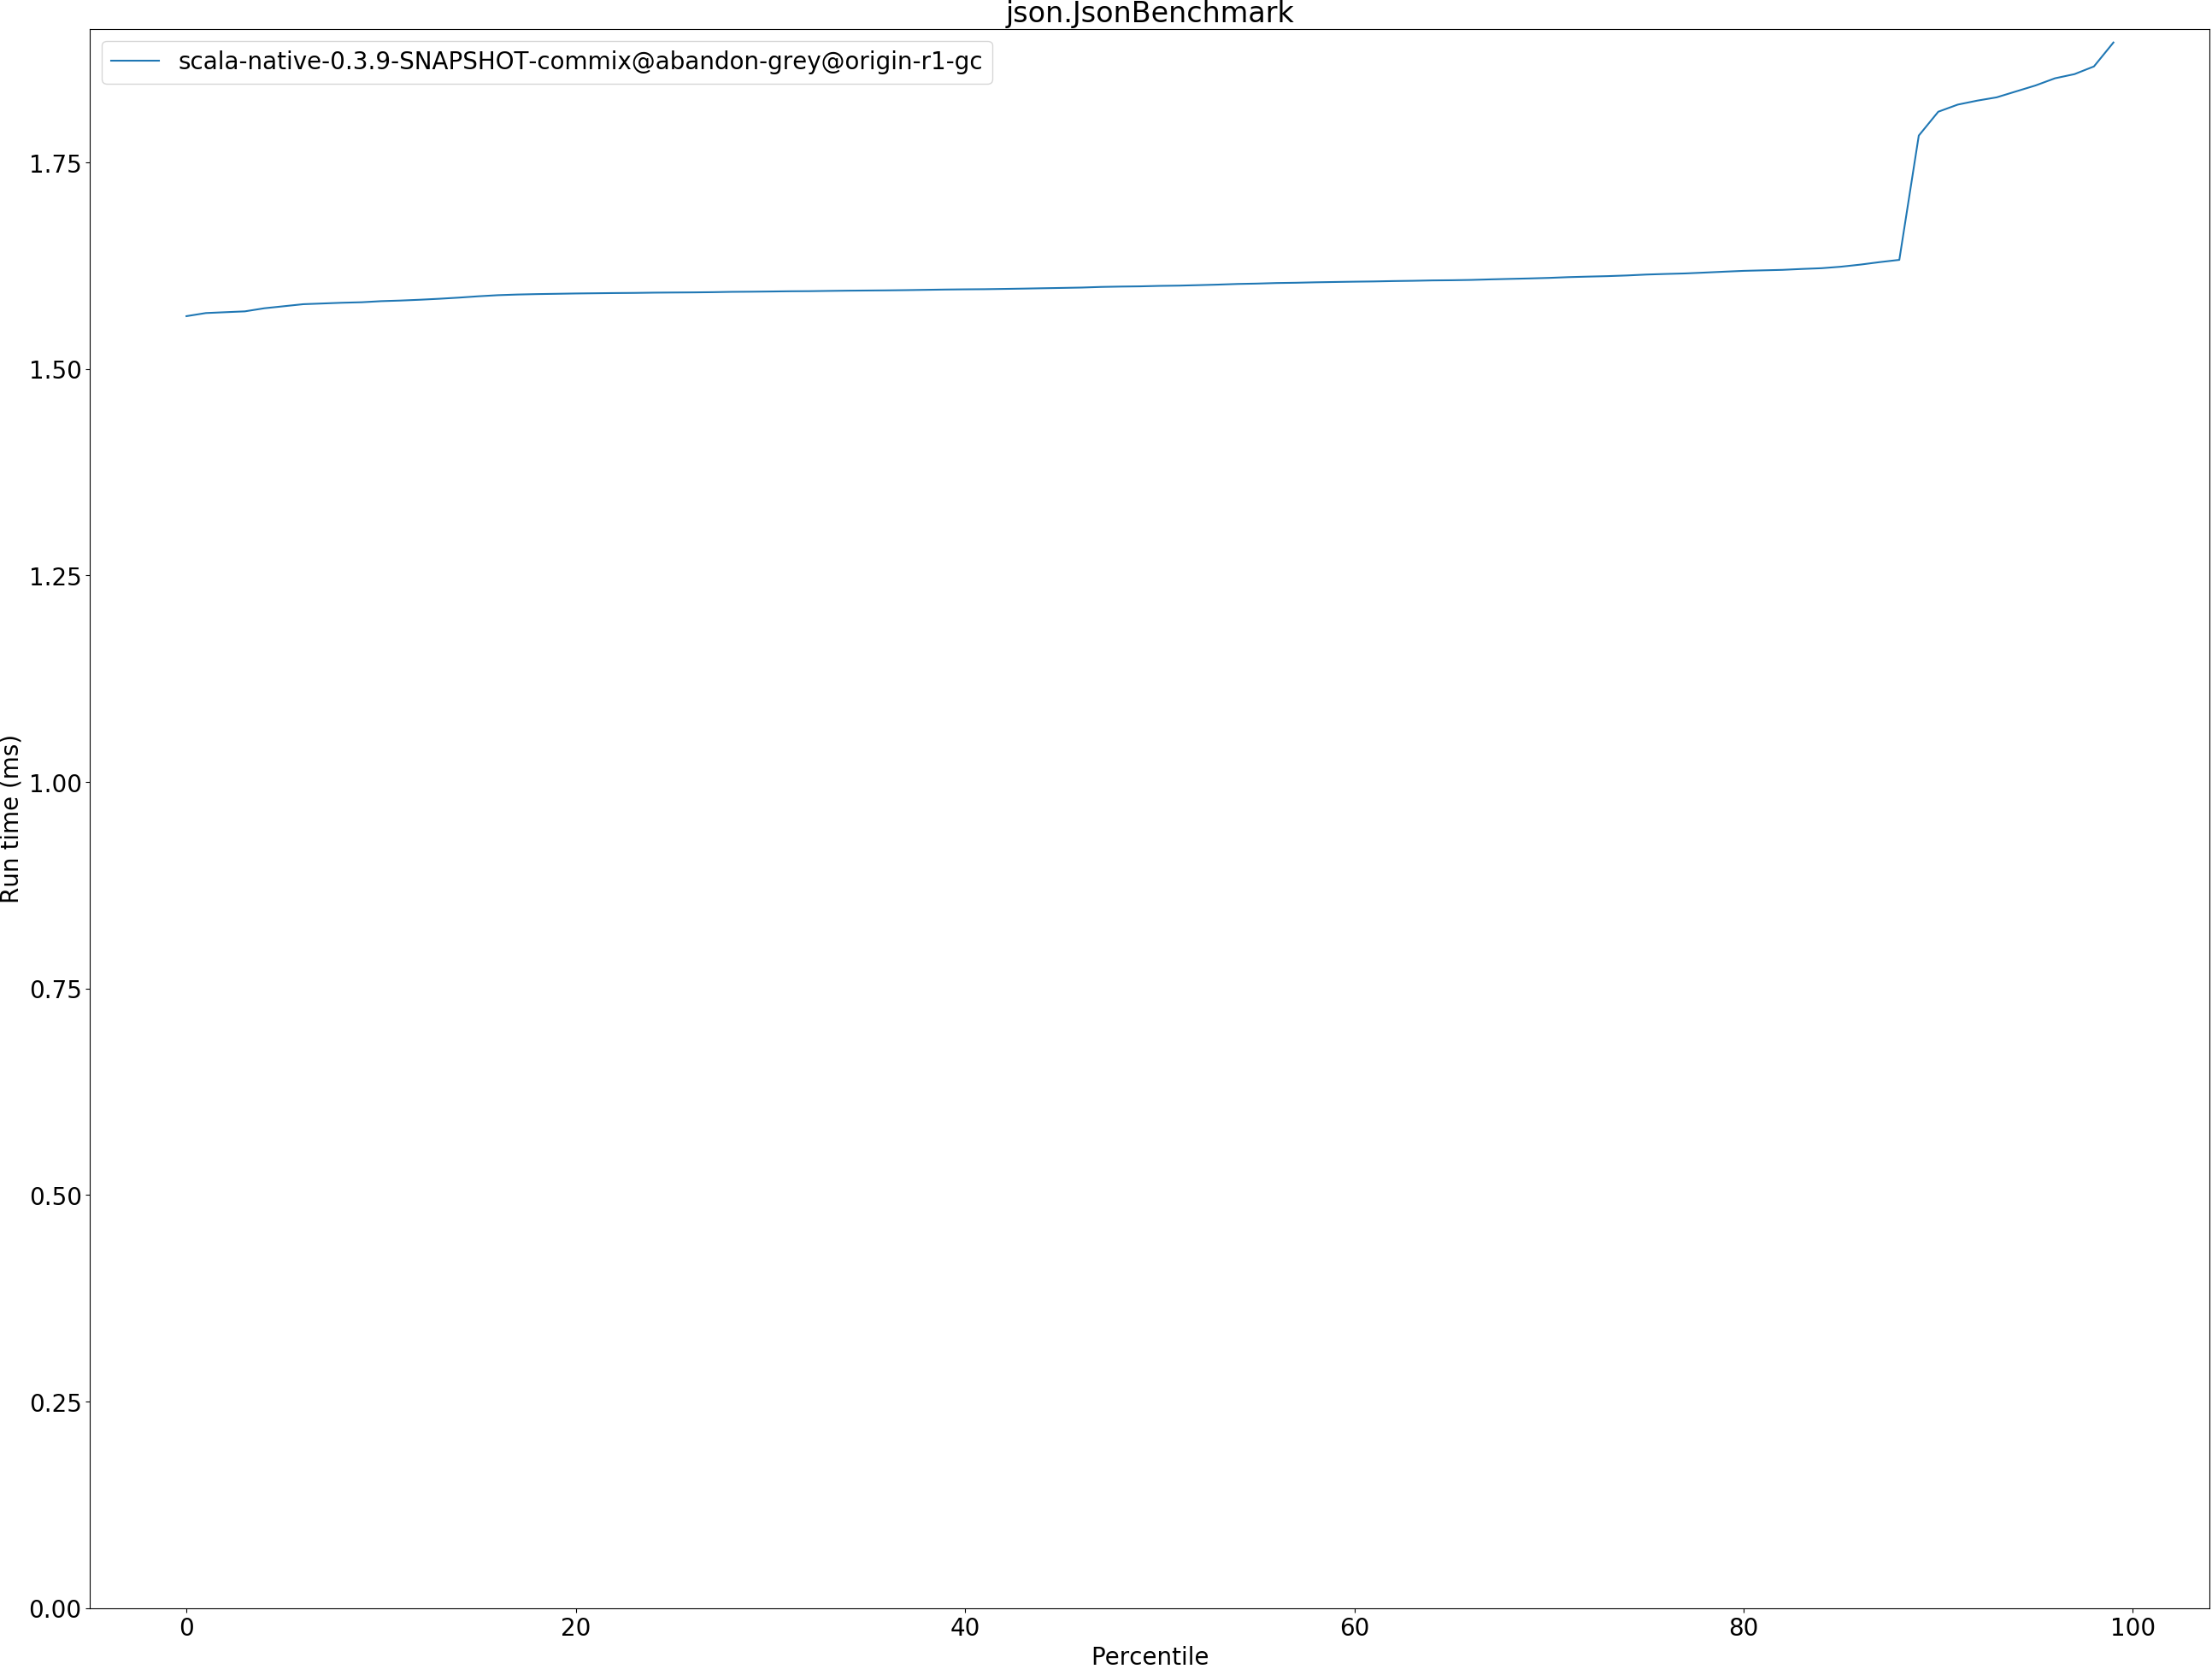 json.JsonBenchmark
scala-native-0.3.9-SNAPSHOT-commix@abandon-grey@origin-r1-gc
1.75
1.50
1.25
1.00
0.75
0.50
0.25
0.00
Run time (ms)
0 20 40 60 80 100
Percentile